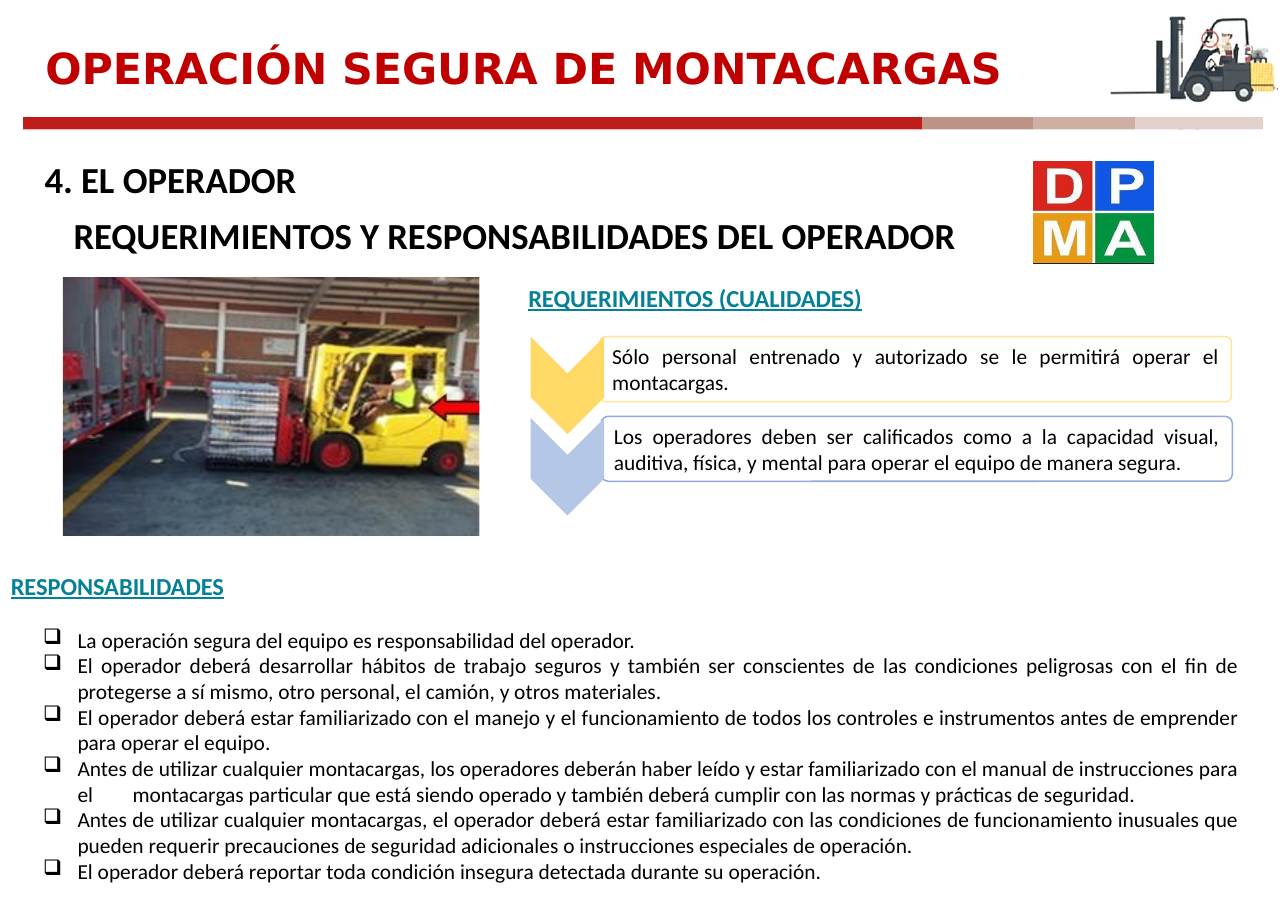 OPERACIÓN SEGURA DE MONTACARGAS
4. EL OPERADOR
REQUERIMIENTOS Y RESPONSABILIDADES DEL OPERADOR
D P
M A
REQUERIMIENTOS (CUALIDADES)
Sólo personal entrenado y autorizado se le permitirá operar el
montacargas.
Los operadores deben ser calificados como a la capacidad visual,
auditiva, física, y mental para operar el equipo de manera segura.
RESPONSABILIDADES
La operación segura del equipo es responsabilidad del operador.
El operador deberá desarrollar hábitos de trabajo seguros y también ser conscientes de las condiciones peligrosas con el fin de
protegerse a sí mismo, otro personal, el camión, y otros materiales.
El operador deberá estar familiarizado con el manejo y el funcionamiento de todos los controles e instrumentos antes de emprender
para operar el equipo.
Antes de utilizar cualquier montacargas, los operadores deberán haber leído y estar familiarizado con el manual de instrucciones para
el montacargas particular que está siendo operado y también deberá cumplir con las normas y prácticas de seguridad.
Antes de utilizar cualquier montacargas, el operador deberá estar familiarizado con las condiciones de funcionamiento inusuales que
pueden requerir precauciones de seguridad adicionales o instrucciones especiales de operación.
El operador deberá reportar toda condición insegura detectada durante su operación.